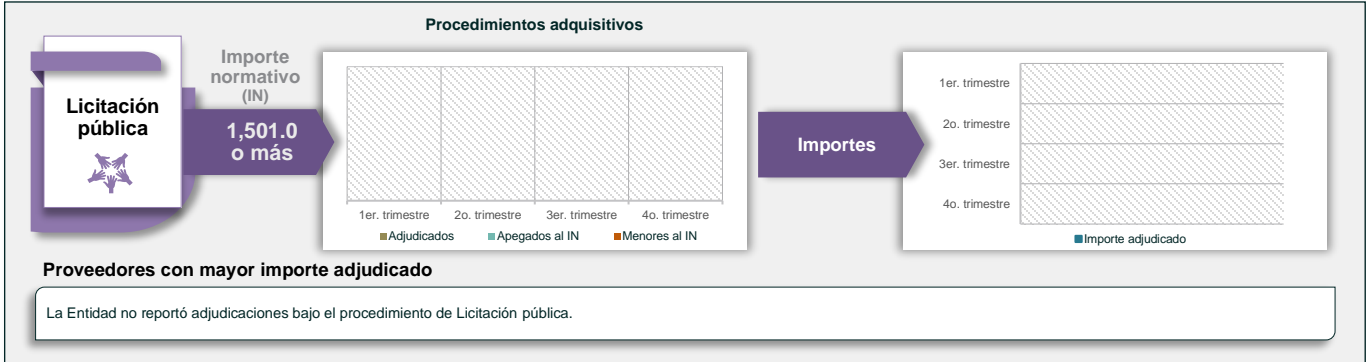 Procedimientos adquisitivos
Licitación
pública
Importe
normativo
(IN)
1,501.0
o más
1er. trimestre
2o. trimestre
3er. trimestre
4o. trimestre
Adjudicados
Apegados al IN
Menores al IN
Importes
1er. trimestre
2o. trimestre
3er. trimestre
4o. trimestre
Importe adjudicado
Proveedores con mayor importe adjudicado
La Entidad no reportó adjudicaciones bajo el procedimiento de Licitación pública.